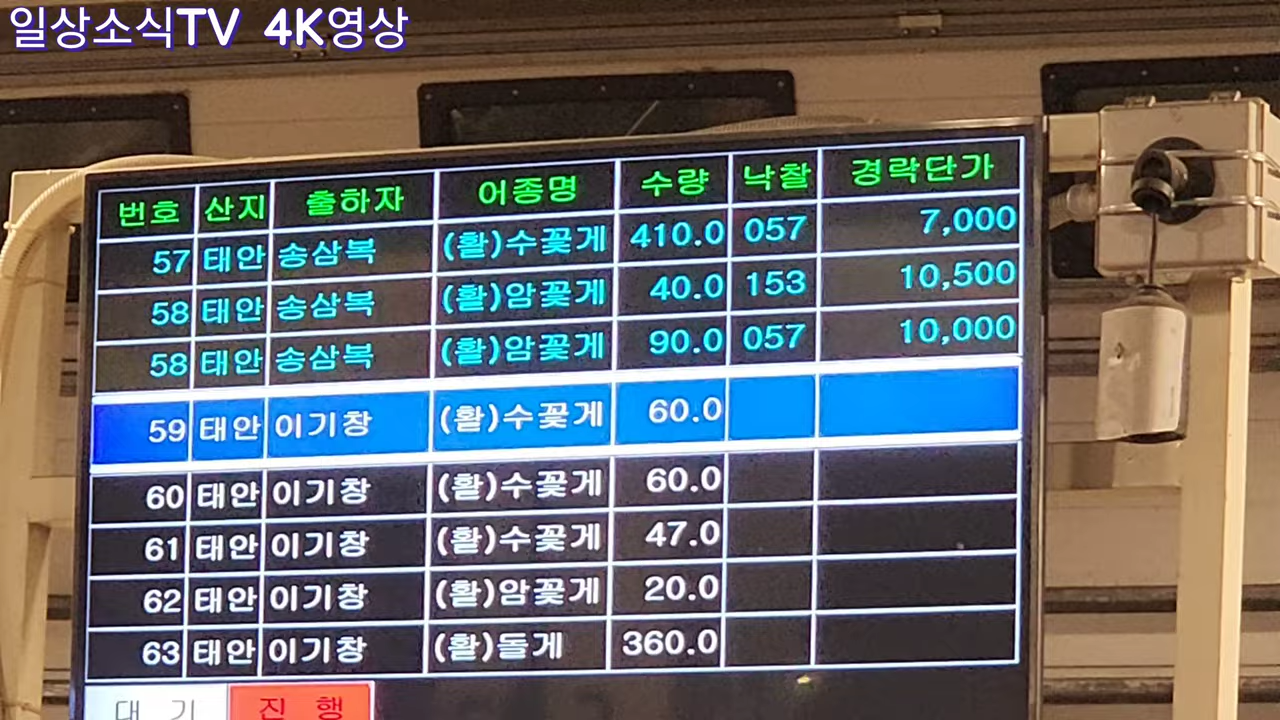 일상소식TV 4K영상
번호 산지 출하자 어종명 수량 낙찰 경락단가
57 태안 송삼복 (활)수꽃게 410.0 057 7,000
58 태안 송삼복 (활)암꽃게 40.0 153 10,500
58 태안 송삼복 (활)암꽃게 90.0 057 10,000
59 태안 이기창 (활)수꽃게 60.0
60 태안 이기창 (활)수꽃게 60.0
61 태안 이기창 (활)수꽃게 47.0
62 태안 이기창 (활)암꽃게 20.0
63 태안 이기창 (활)돌게 360.0
대 기 진 행